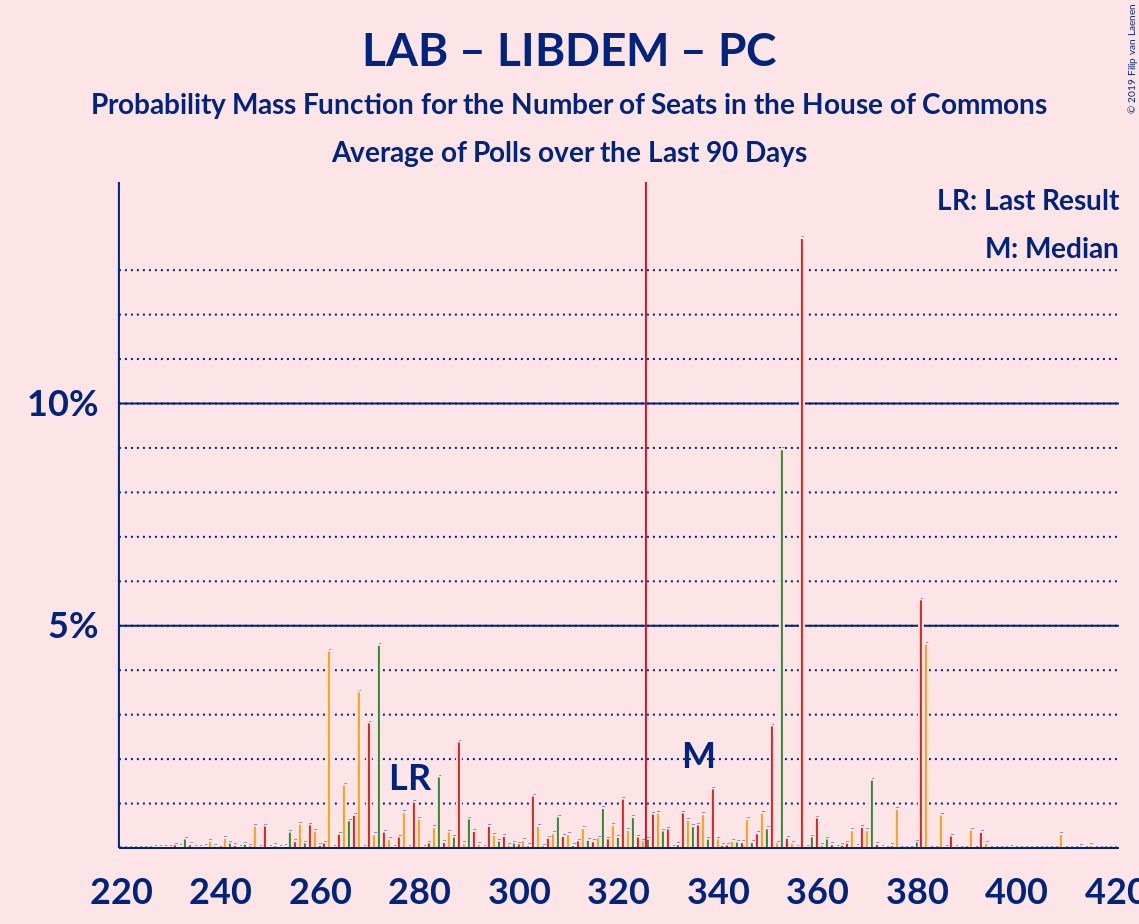 LAB – LIBDEM – PC
Probability Mass Function for the Number of Seats in the House of Commons
Average of Polls over the Last 90 Days
© 2019 Filip van Laenen
LR: Last Result
M: Median
10%
5%
LR
M
220 240 260 280 300 320 340 360 380 400 420